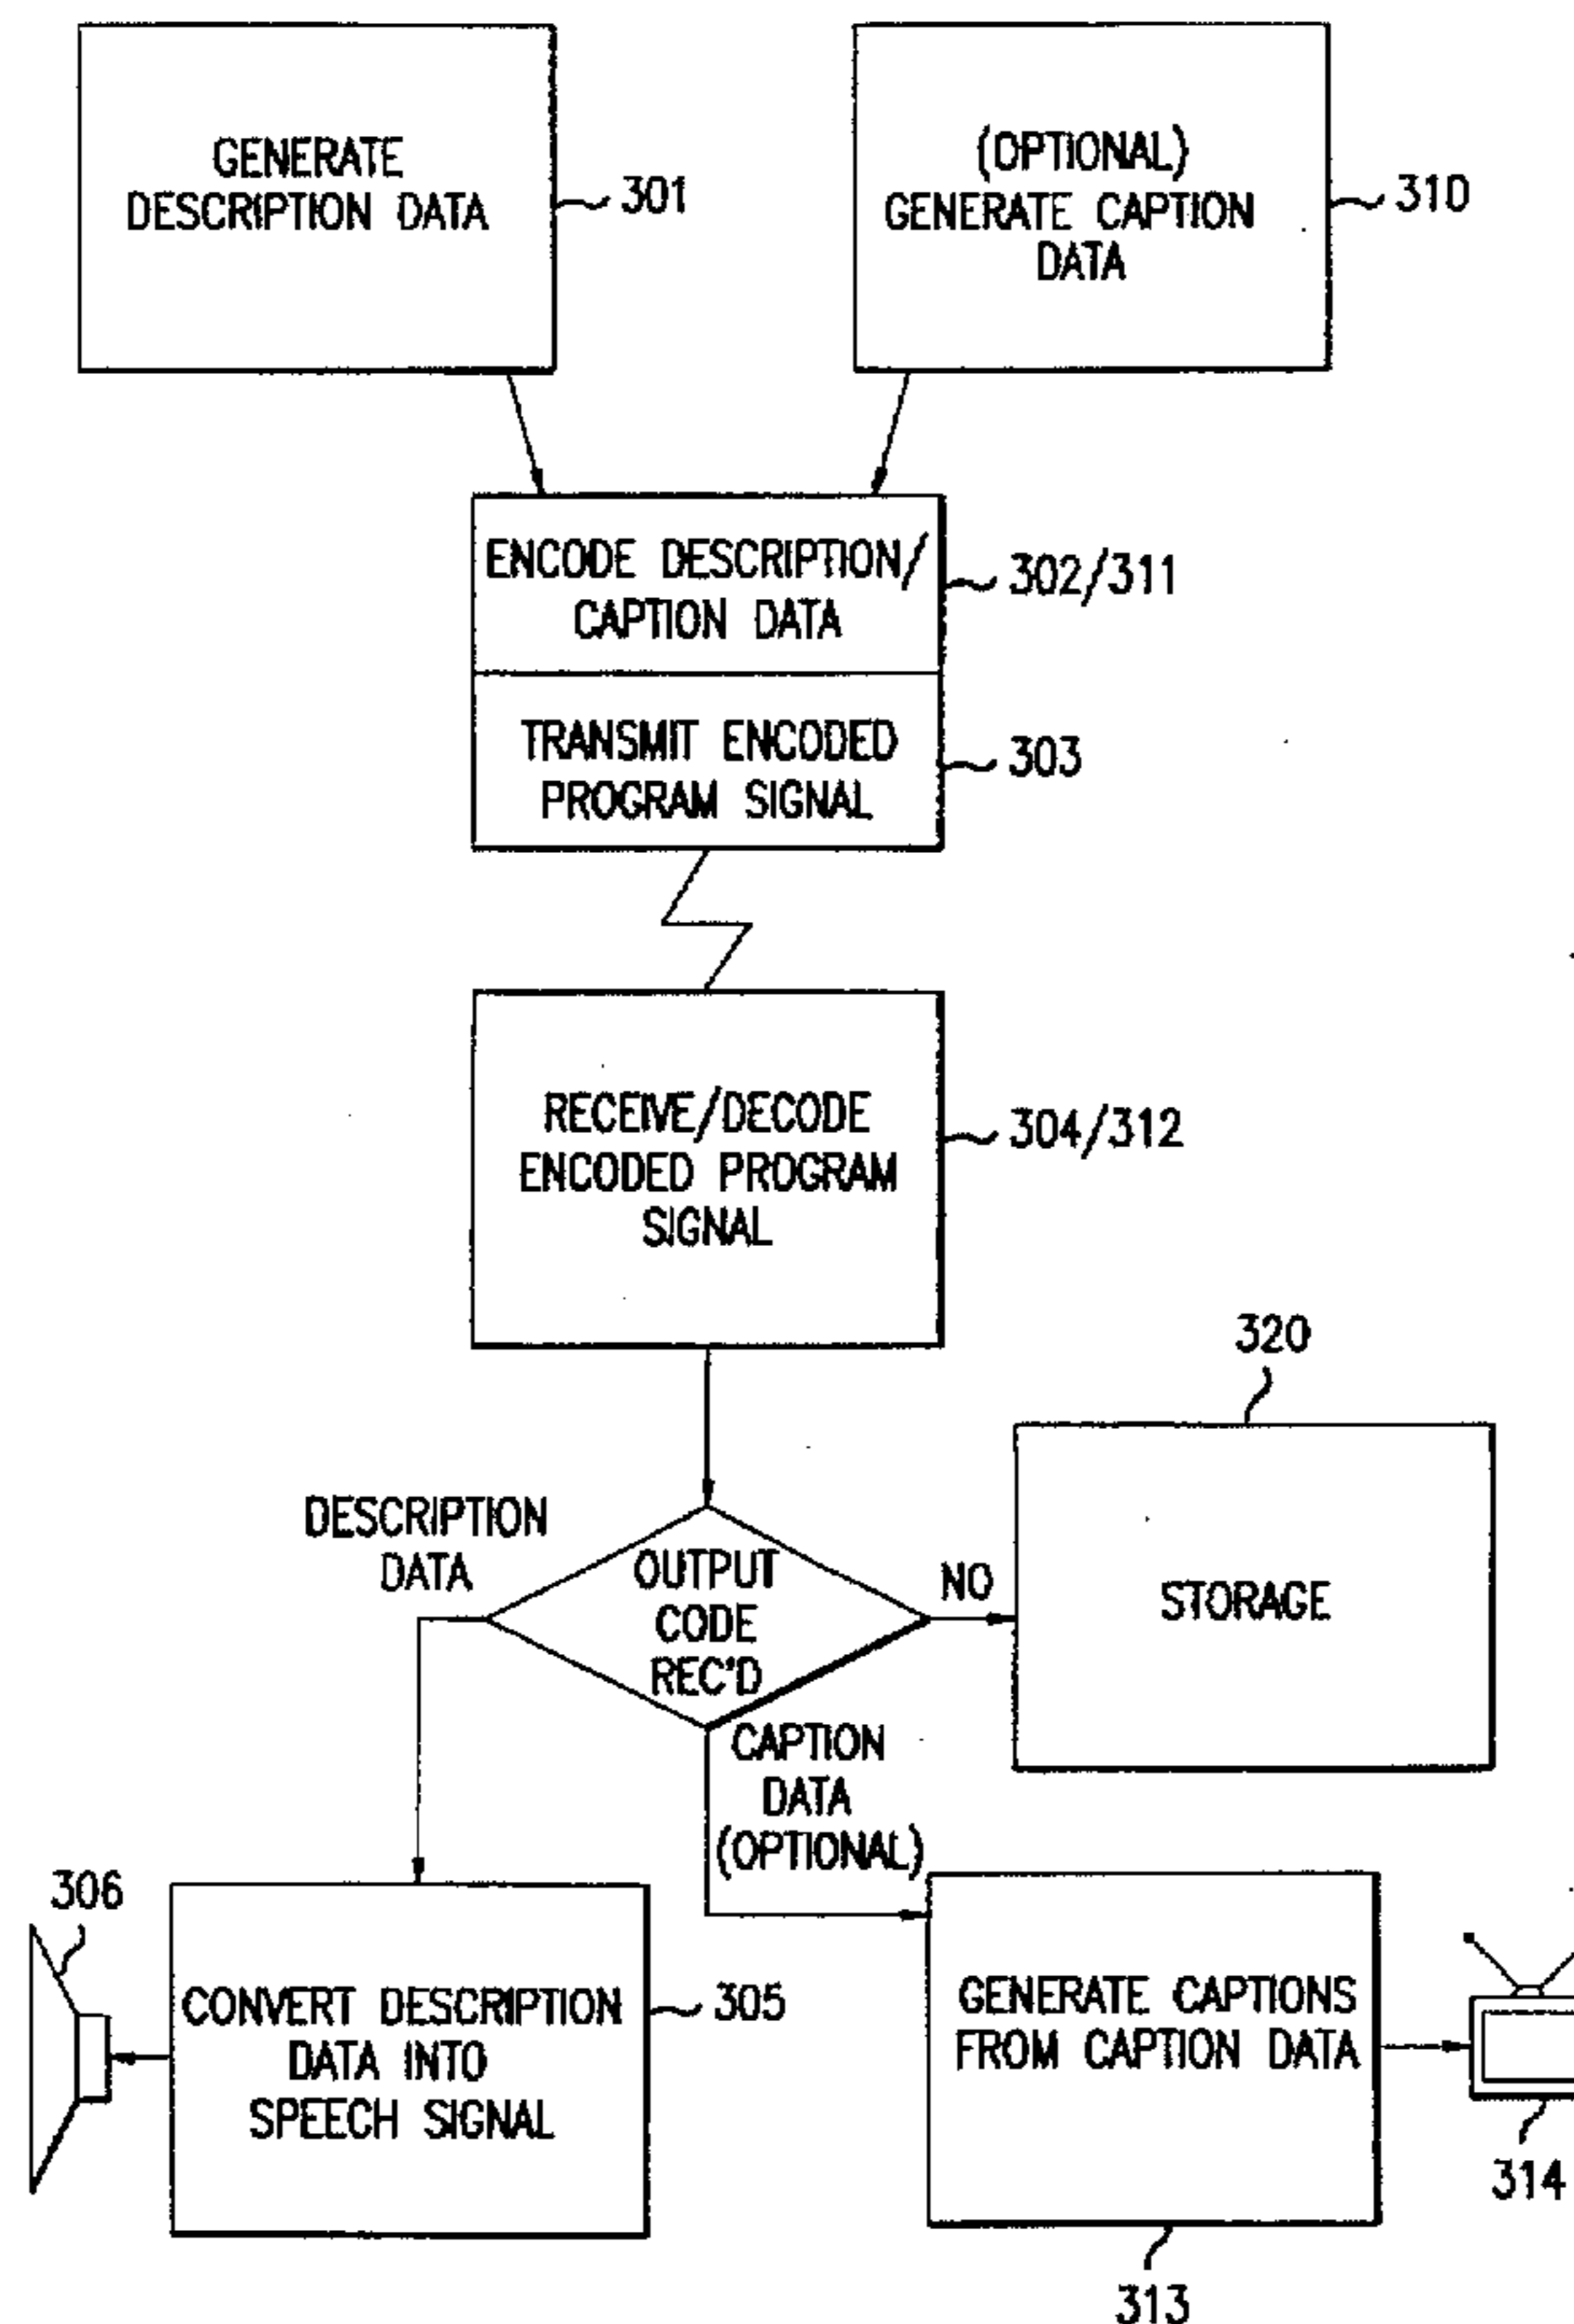 GENERATE
DESCRIPTION DATA
301
(OPTIONAL)
GENERATE CAPTION
DATA
310
ENCODE DESCRIPTION/
CAPTION DATA
302/311
TRANSMIT ENCODED
PROGRAM SIGNAL
303
RECEIVE/DECODE
ENCODED PROGRAM
SIGNAL
304/312
320
STORAGE
DESCRIPTION
DATA
OUTPUT
CODE
REC'D
NO
CAPTION
DATA
(OPTIONAL)
306
CONVERT DESCRIPTION
DATA INTO
SPEECH SIGNAL
305
GENERATE CAPTIONS
FROM CAPTION DATA
314
313